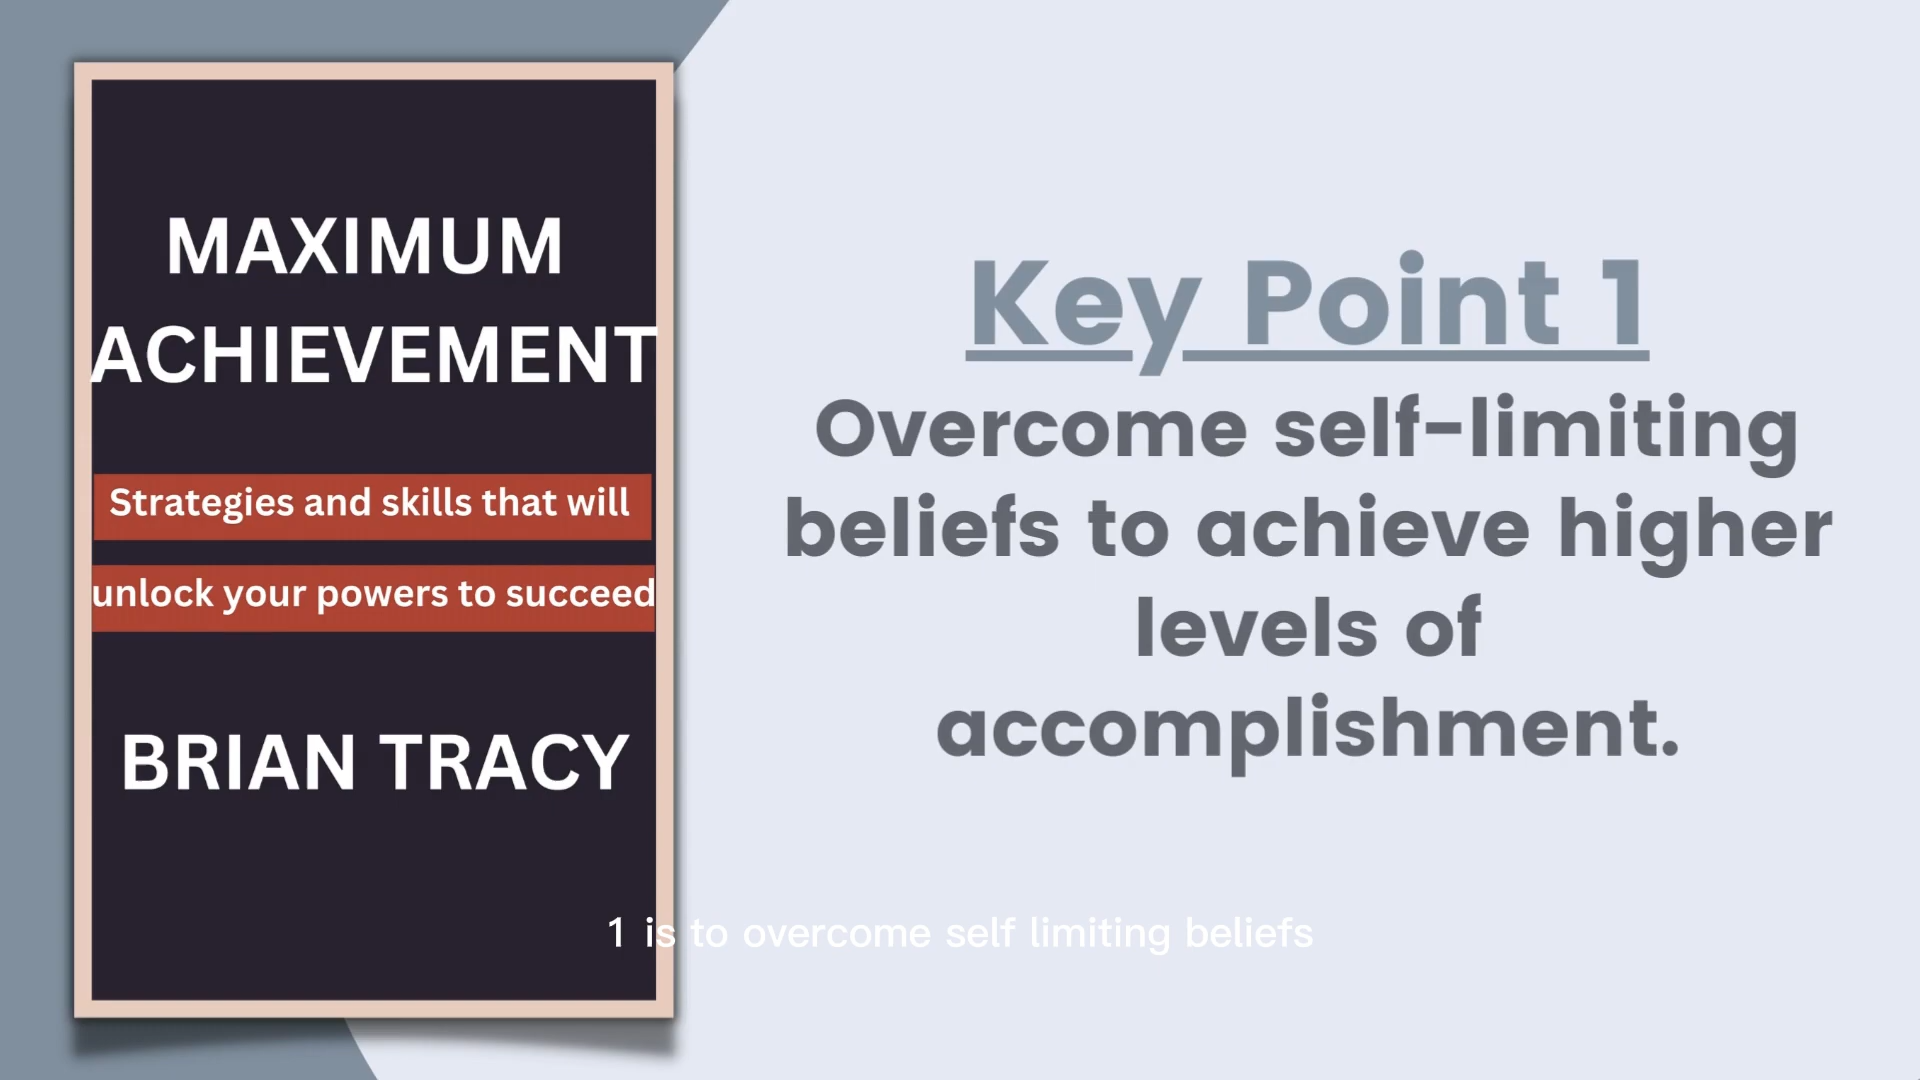 MAXIMUM
ACHIEVEMENT
Strategies and skills that will
unlock your powers to succeed
BRIAN TRACY
Key Point 1
Overcome self-limiting
beliefs to achieve higher
levels of
accomplishment.
1 is to overcome self limiting beliefs